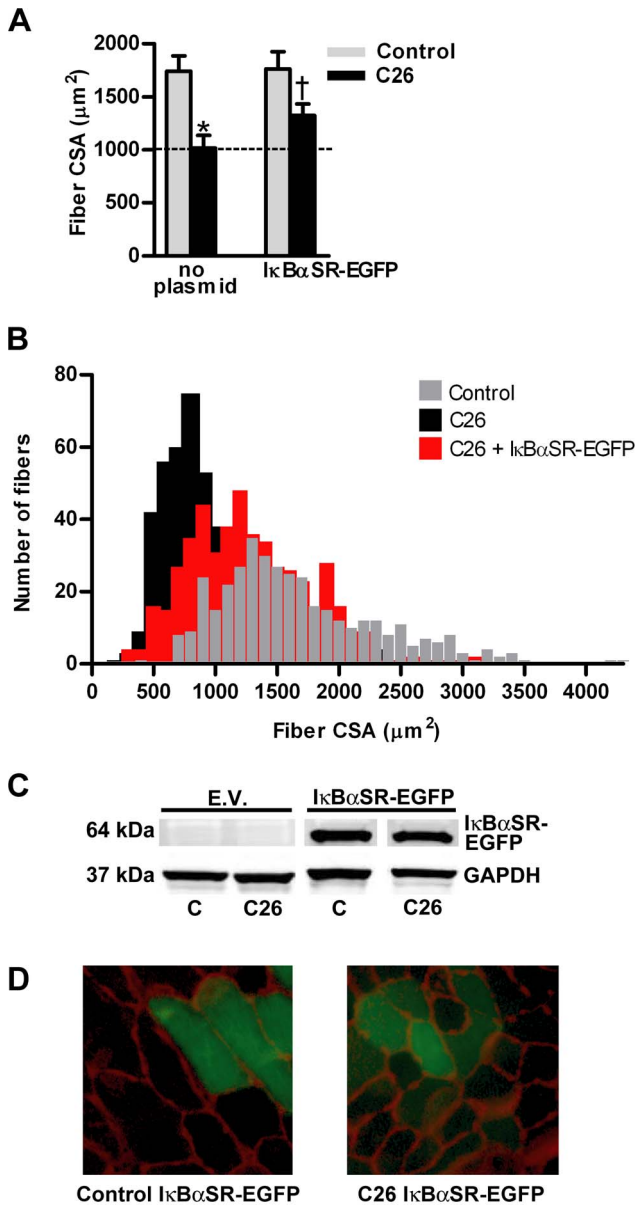 A
Fiber CSA (μm²)
2000
1500
1000
500
0
Control
C26
*
†
no
plasmid
IκBαSR-EGFP
B
Number of fibers
80
60
40
20
0
Control
C26
C26 + IκBαSR-EGFP
0 500 1000 1500 2000 2500 3000 3500 4000
Fiber CSA (μm²)
C
E.V. IκBαSR-EGFP
64 kDa
IκBαSR-
EGFP
37 kDa
GAPDH
C C26 C C26
D
Control IκBαSR-EGFP
C26 IκBαSR-EGFP